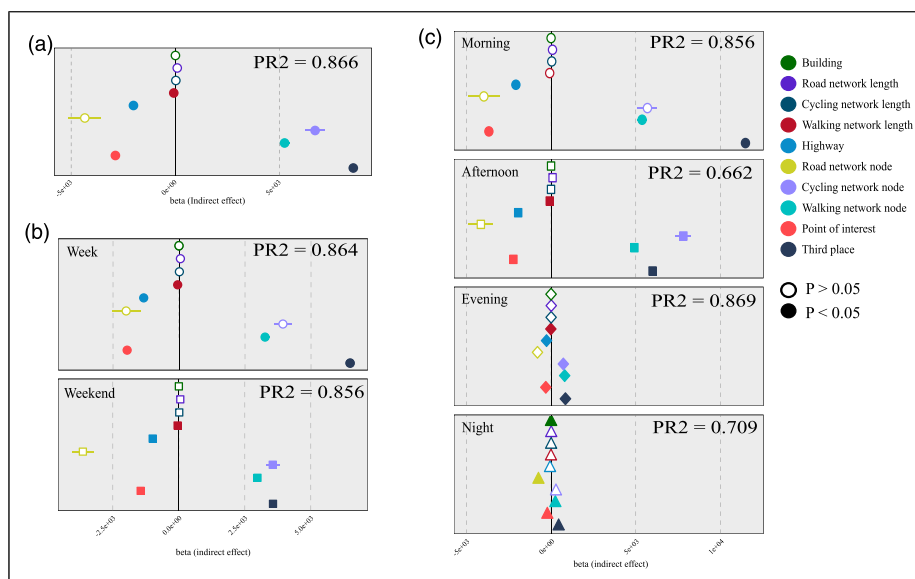 (a)
PR2 = 0.866
-5e+03
0e+00
5e+03
beta (Indirect effect)
(b)
Week
PR2 = 0.864
Weekend
PR2 = 0.856
-2.5e+03
0.0e+00
2.5e+03
5.0e+03
beta (indirect effect)
(c)
Morning
PR2 = 0.856
Afternoon
PR2 = 0.662
Evening
PR2 = 0.869
Night
PR2 = 0.709
-5e+03
0e+00
5e+03
1e+04
beta (indirect effect)
Building
Road network length
Cycling network length
Walking network length
Highway
Road network node
Cycling network node
Walking network node
Point of interest
Third place
P > 0.05
P < 0.05